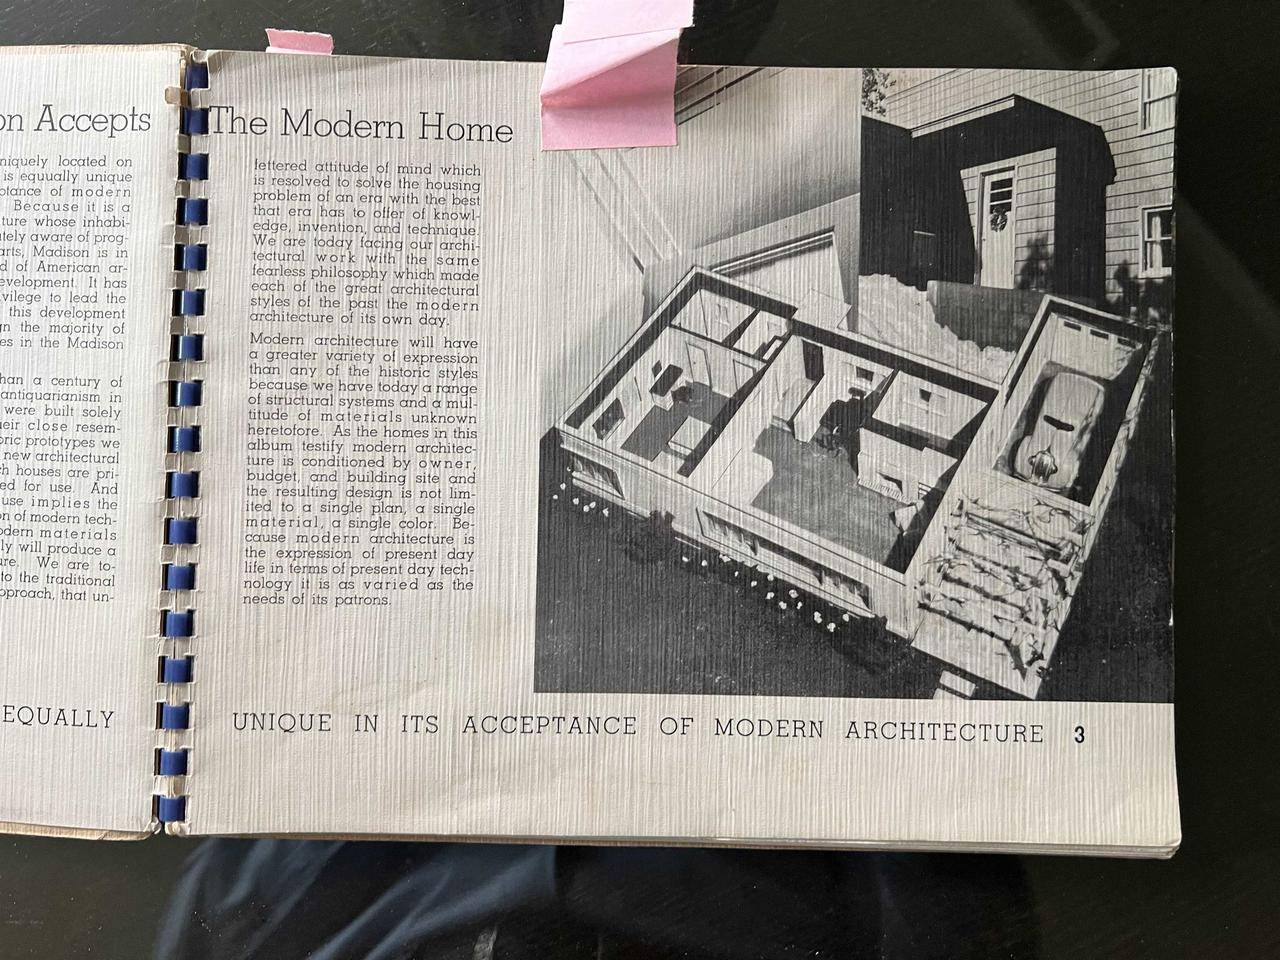 on Accepts
niquely located on
is equally unique
ptance of modern
Because it is a
ture whose inhabi-
tely aware of prog-
arts, Madison is in
d of American ar-
evelopment. It has
vilege to lead the
this development
gn the majority of
es in the Madison
han a century of
antiquarianism in
were built solely
eir close resem-
oric prototypes we
new architectural
ch houses are pri-
ed for use. And
use implies the
on of modern tech-
odern materials
ly will produce a
ure. We are to-
to the traditional
pproach, that un-
EQUALLY
The Modern Home
fettered attitude of mind which
is resolved to solve the housing
problem of an era with the best
that era has to offer of knowl-
edge, invention, and technique.
We are today facing our archi-
tectural work with the same
fearless philosophy which made
each of the great architectural
styles of the past the modern
architecture of its own day.
Modern architecture will have
a greater variety of expression
than any of the historic styles
because we have today a range
of structural systems and a mul-
titude of materials unknown
heretofore. As the homes in this
album testify modern architec-
ture is conditioned by owner,
budget, and building site and
the resulting design is not lim-
ited to a single plan, a single
material, a single color. Be-
cause modern architecture is
the expression of present day
life in terms of present day tech-
nology it is as varied as the
needs of its patrons.
UNIQUE IN ITS ACCEPTANCE OF MODERN ARCHITECTURE 3